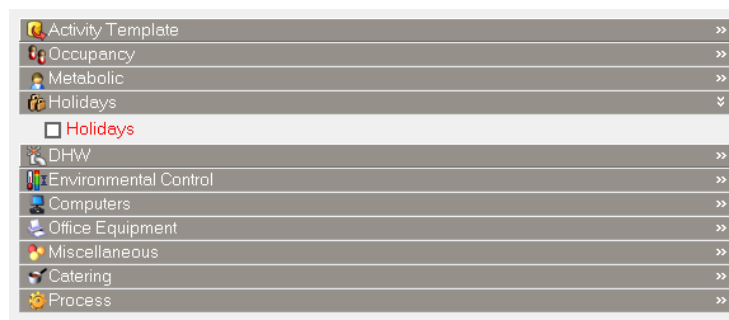 Activity Template
Occupancy
Metabolic
Holidays
Holidays
DHW
Environmental Control
Computers
Office Equipment
Miscellaneous
Catering
Process